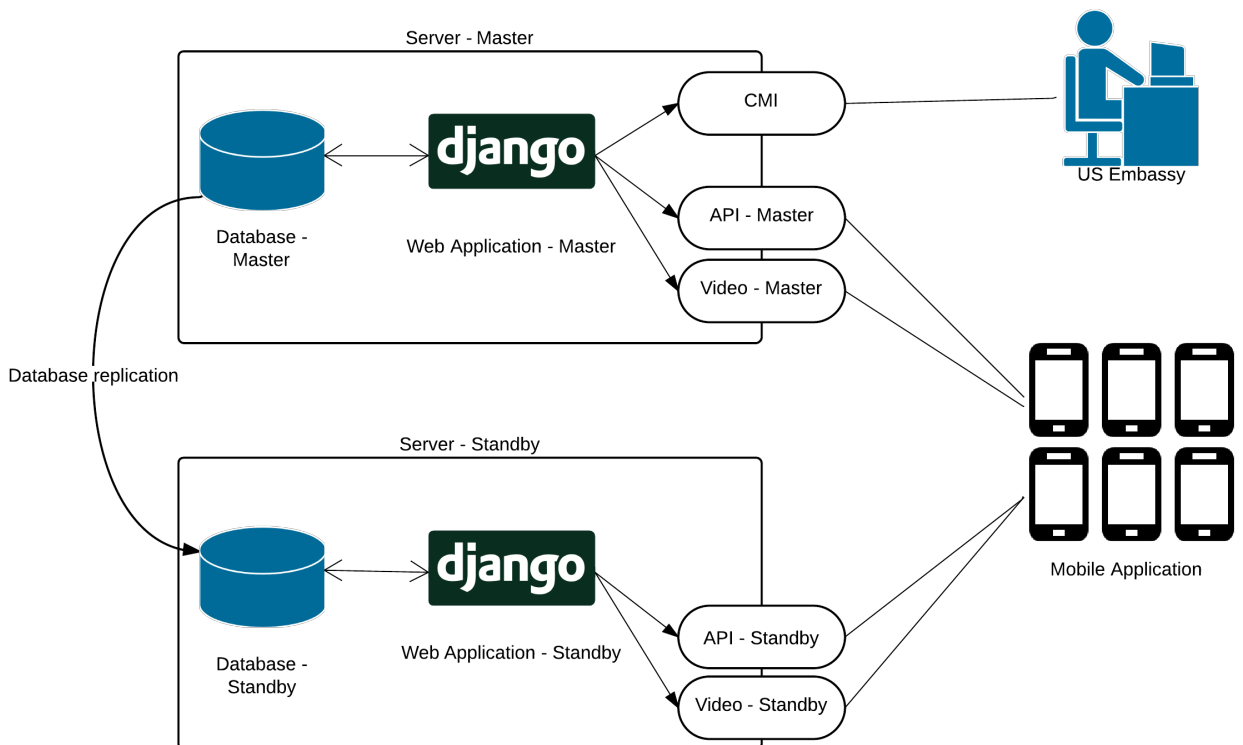 Server - Master
CMI
django
US Embassy
API - Master
Database -
Master
Web Application - Master
Video - Master
Database replication
Server - Standby
django
Mobile Application
API - Standby
Web Application - Standby
Database -
Standby
Video - Standby